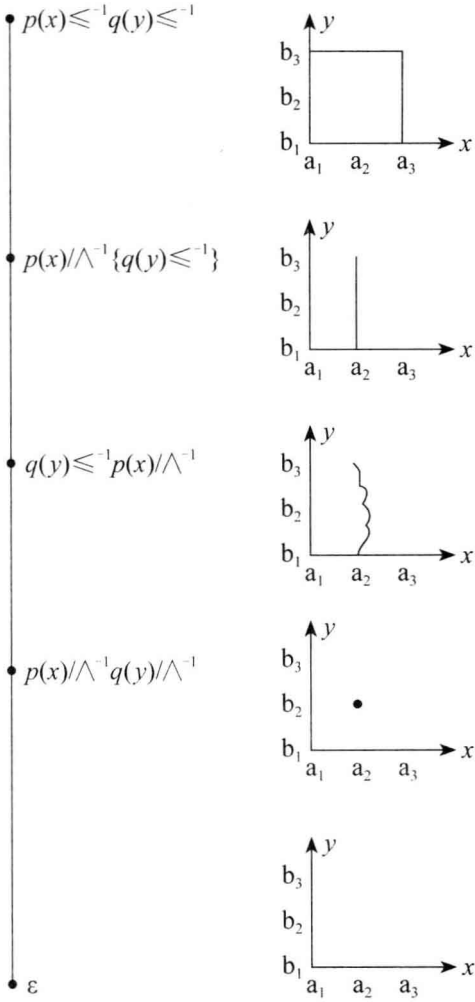 p(x)⩽⁻¹q(y)⩽⁻¹
y
b₃
b₂
b₁
x
a₁ a₂ a₃
p(x)/⋀⁻¹{q(y)⩽⁻¹}
y
b₃
b₂
b₁
x
a₁ a₂ a₃
q(y)⩽⁻¹p(x)/⋀⁻¹
y
b₃
b₂
b₁
x
a₁ a₂ a₃
p(x)/⋀⁻¹q(y)/⋀⁻¹
y
b₃
b₂
b₁
x
a₁ a₂ a₃
y
b₃
b₂
b₁
x
ε
a₁ a₂ a₃